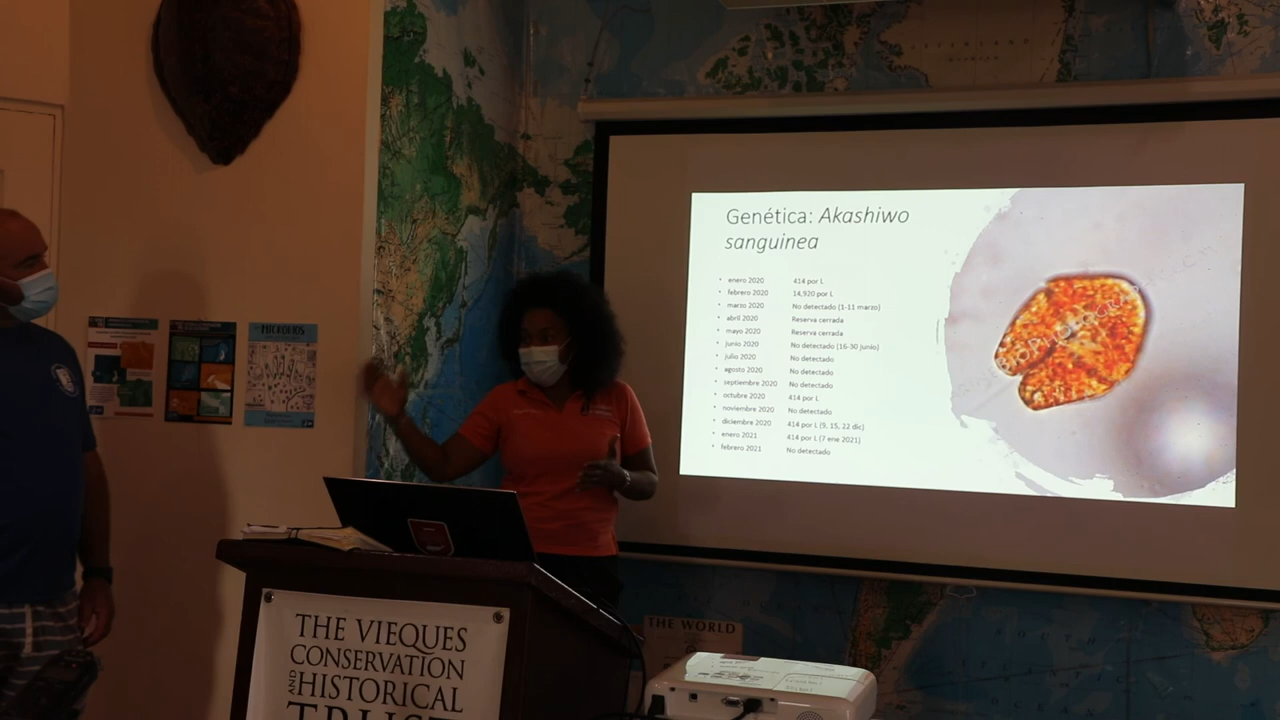 MICROBIOS
Genética: Akashiwo
sanguinea
• enero 2020 414 por L
• febrero 2020 14,920 por L
• marzo 2020 No detectado (1-11 marzo)
• abril 2020 Reserva cerrada
• mayo 2020 Reserva cerrada
• junio 2020 No detectado (16-30 junio)
• julio 2020 No detectado
• agosto 2020 No detectado
• septiembre 2020 No detectado
• octubre 2020 414 por L
• noviembre 2020 No detectado
• diciembre 2020 414 por L (9, 15, 22 dic)
• enero 2021 414 por L (7 ene 2021)
• febrero 2021 No detectado
THE VIEQUES
CONSERVATION
AND HISTORICAL
TRUST
THE WORLD